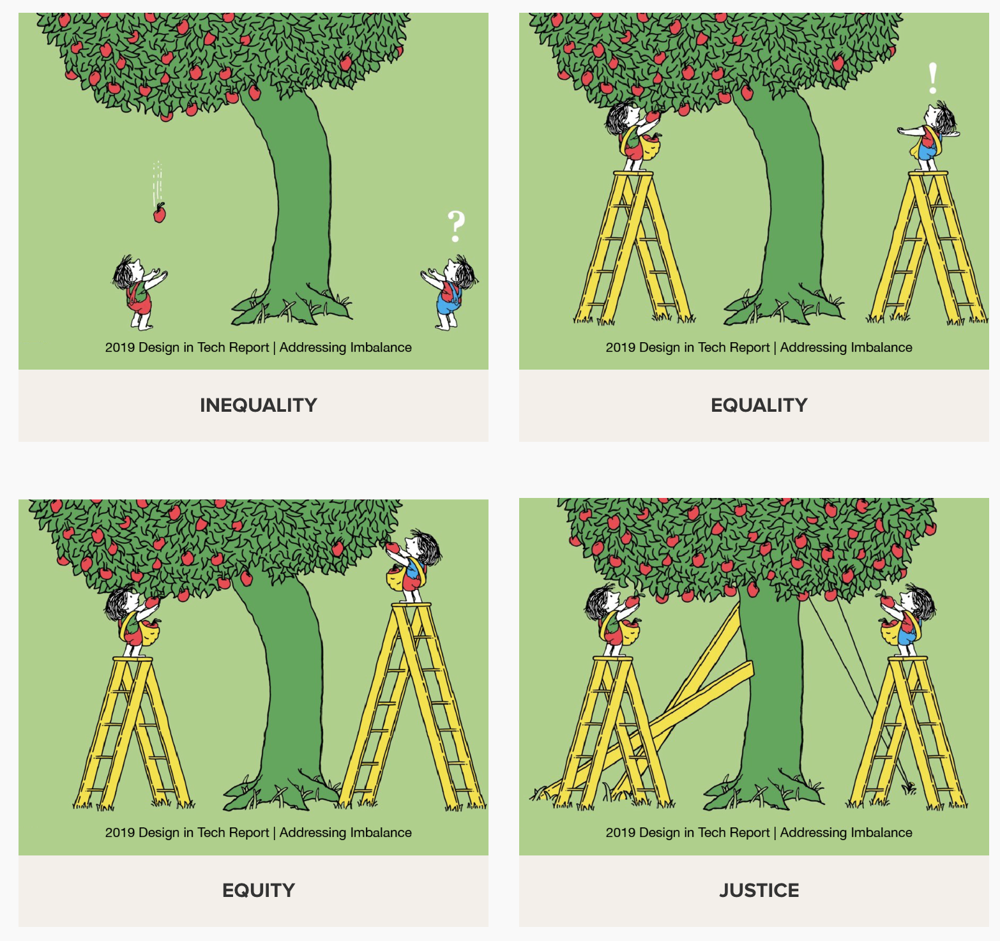 ?
2019 Design in Tech Report | Addressing Imbalance
INEQUALITY
!
2019 Design in Tech Report | Addressing Imbalance
EQUALITY
2019 Design in Tech Report | Addressing Imbalance
EQUITY
2019 Design in Tech Report | Addressing Imbalance
JUSTICE